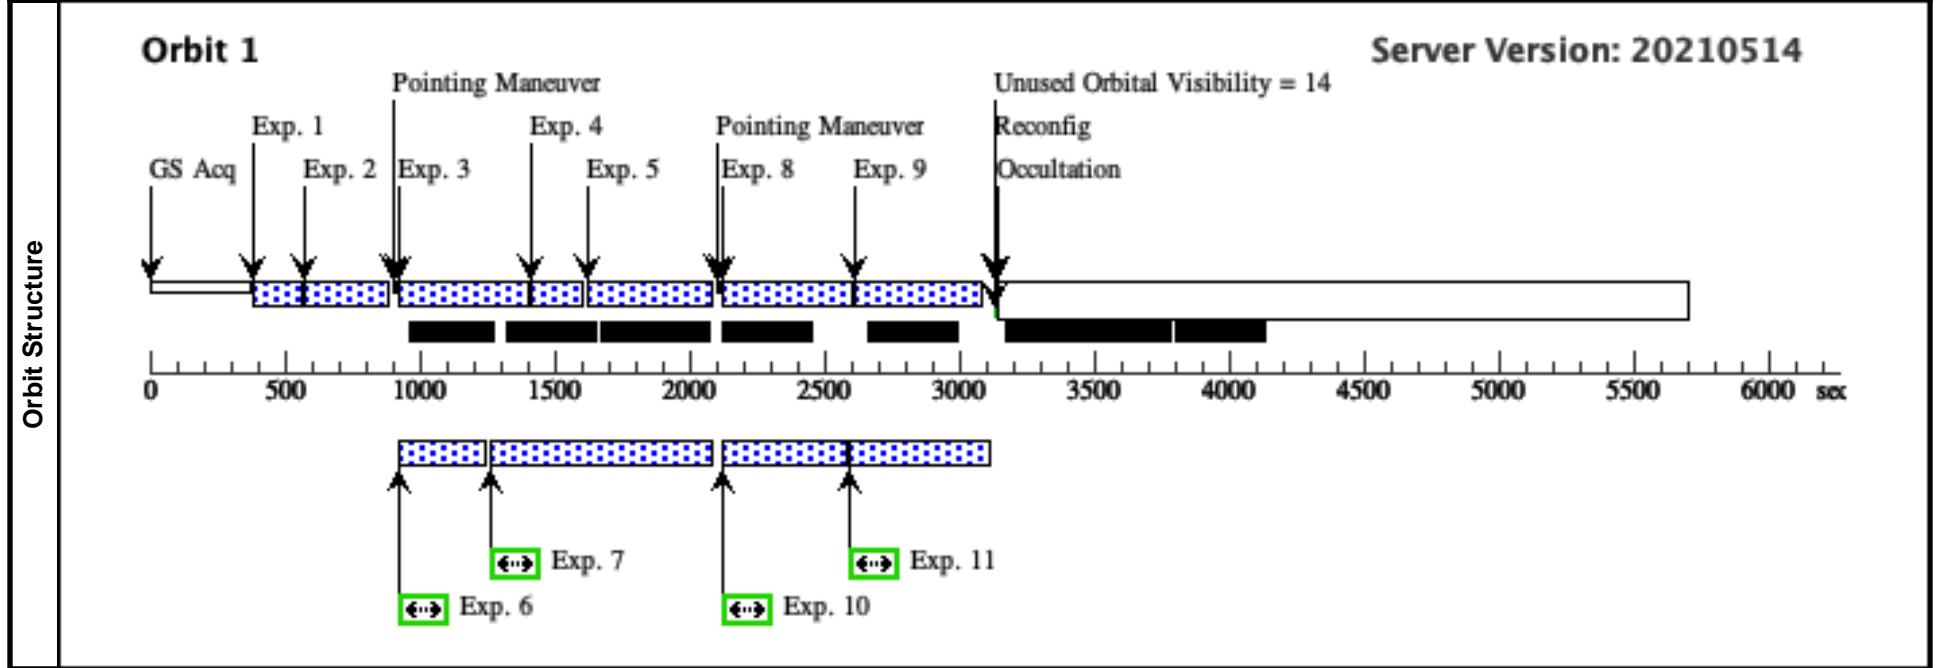 Orbit Structure
Orbit 1
Server Version: 20210514
Pointing Maneuver
Unused Orbital Visibility = 14
Exp. 1
Exp. 4
Pointing Maneuver
Reconfig
GS Acq
Exp. 2
Exp. 3
Exp. 5
Exp. 8
Exp. 9
Occultation
0 500 1000 1500 2000 2500 3000 3500 4000 4500 5000 5500 6000 sec
Exp. 7
Exp. 11
Exp. 6
Exp. 10